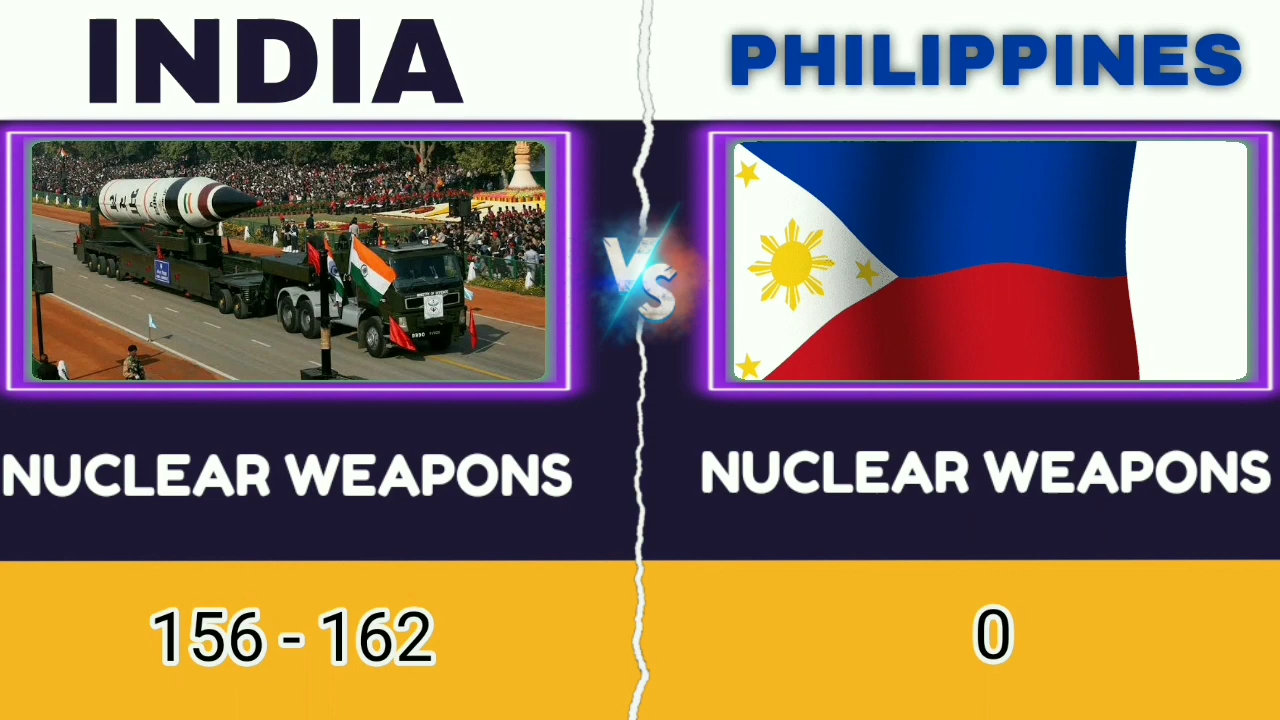 INDIA
PHILIPPINES
VS
NUCLEAR WEAPONS
NUCLEAR WEAPONS
156 - 162
0